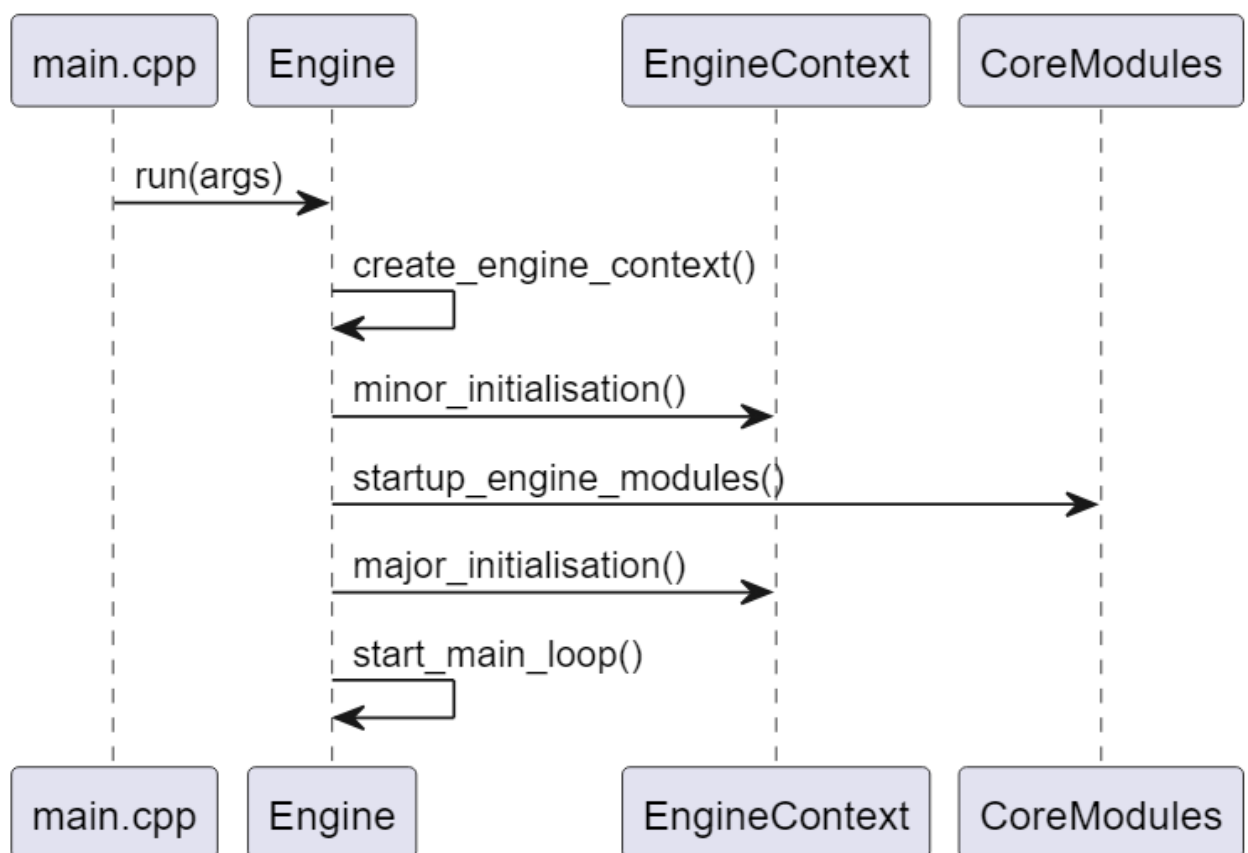 main.cpp
Engine
EngineContext
CoreModules
run(args)
create_engine_context()
minor_initialisation()
startup_engine_modules()
major_initialisation()
start_main_loop()
main.cpp
Engine
EngineContext
CoreModules